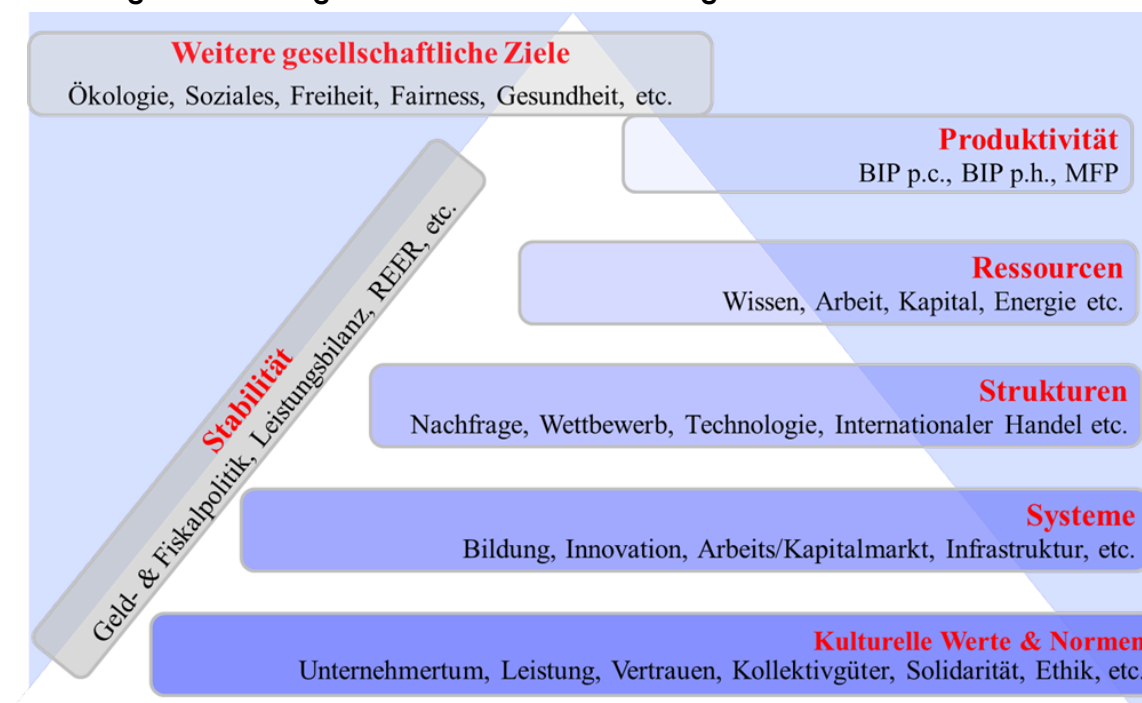 Weitere gesellschaftliche Ziele
Ökologie, Soziales, Freiheit, Fairness, Gesundheit, etc.
Produktivität
BIP p.c., BIP p.h., MFP
Ressourcen
Wissen, Arbeit, Kapital, Energie etc.
Strukturen
Nachfrage, Wettbewerb, Technologie, Internationaler Handel etc.
Systeme
Bildung, Innovation, Arbeits/Kapitalmarkt, Infrastruktur, etc.
Kulturelle Werte & Normen
Unternehmertum, Leistung, Vertrauen, Kollektivgüter, Solidarität, Ethik, etc.
Stabilität
Geld- & Fiskalpolitik, Leistungsbilanz, REER, etc.